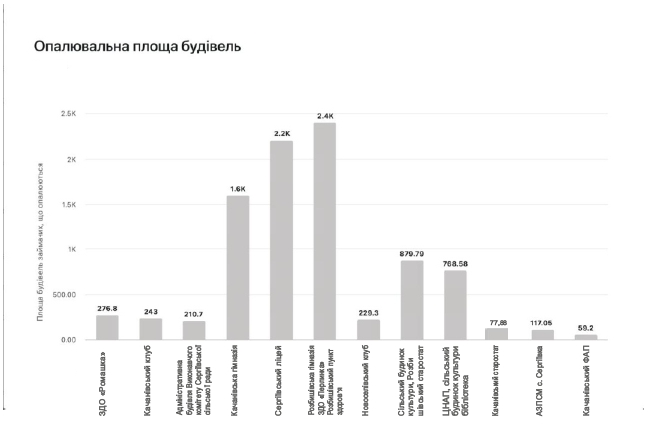 Опалювальна площа будівель
Площа будівель займаних, що опалюються
2.5K
2K
1.5K
1K
500.00
0.00
276.8
243
210.7
1.6K
2.2K
2.4K
229.3
879.79
768.58
77,89
117.05
59.2
ЗДО «Ромашка»
Качанівський клуб
Адміністративна
будівля Виконавчого
комітету Сергіївської
сільської ради
Качанівська гімназія
Сергіївський ліцей
Розбишівська гімназія
ЗДО «Перлинка»
Розбишівський пункт
здоров'я
Новоселівський клуб
Сільський будинок
культури, Розби
шівський старостат
ЦНАП, сільський
будинок культури
бібліотека
Качанівський старостат
АЗПСМ с. Сергіївка
Качанівський ФАП